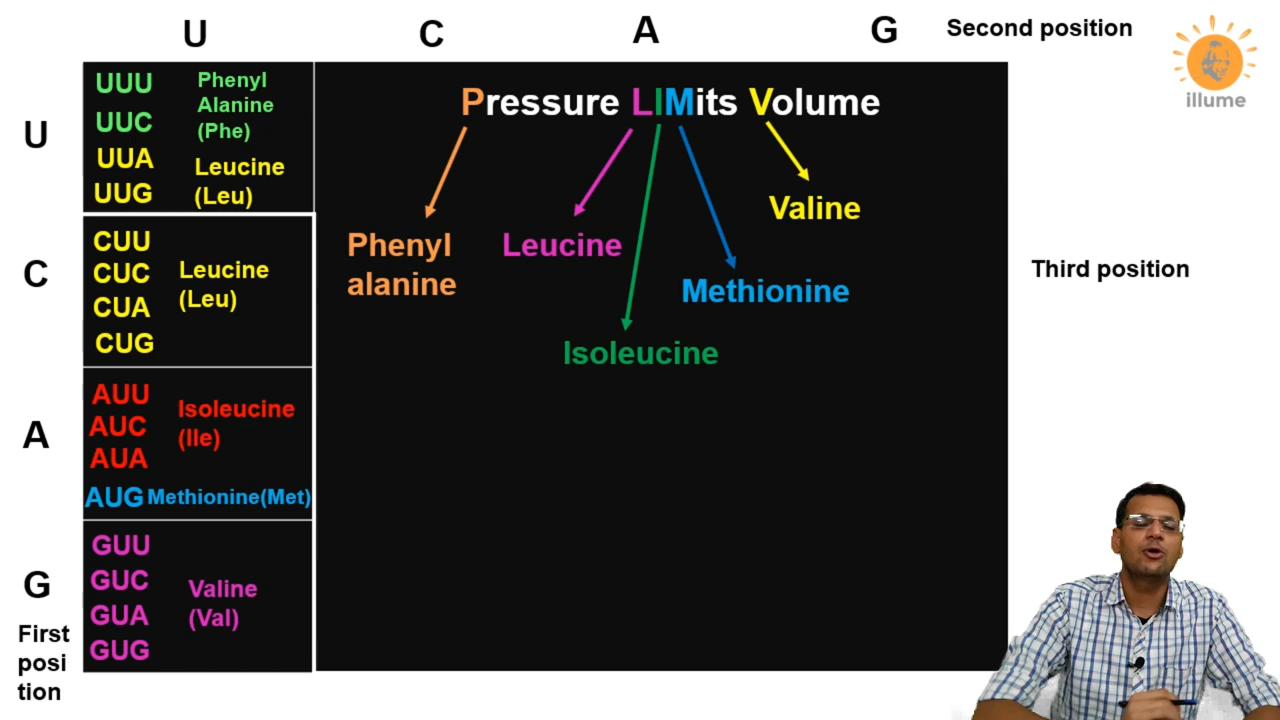 U C A G Second position
illume
U
UUU
UUC
Phenyl
Alanine
(Phe)
UUA
UUG
Leucine
(Leu)
C
CUU
CUC
CUA
CUG
Leucine
(Leu)
A
AUU
AUC
AUA
Isoleucine
(Ile)
AUG Methionine(Met)
G
GUU
GUC
GUA
GUG
Valine
(Val)
First
posi
tion
Pressure LIMits Volume
Phenyl
alanine
Leucine
Isoleucine
Methionine
Valine
Third position